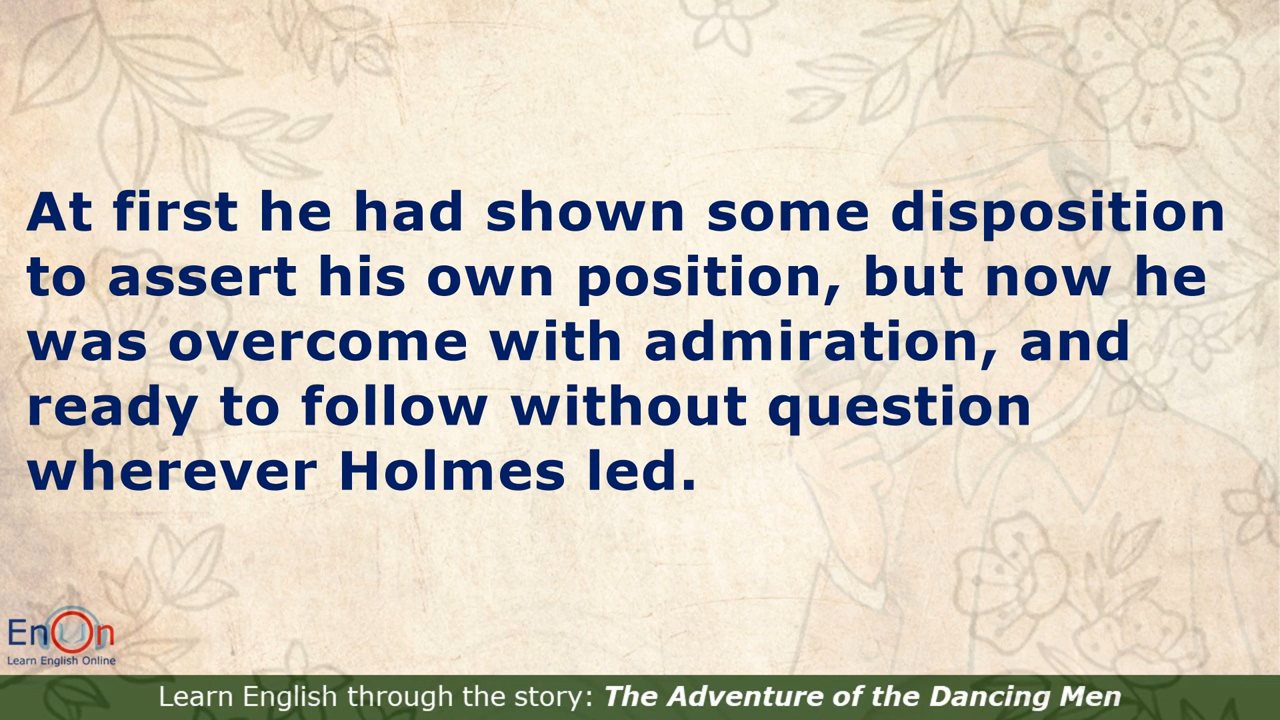 At first he had shown some disposition
to assert his own position, but now he
was overcome with admiration, and
ready to follow without question
wherever Holmes led.
EnOn
Learn English Online
Learn English through the story: The Adventure of the Dancing Men